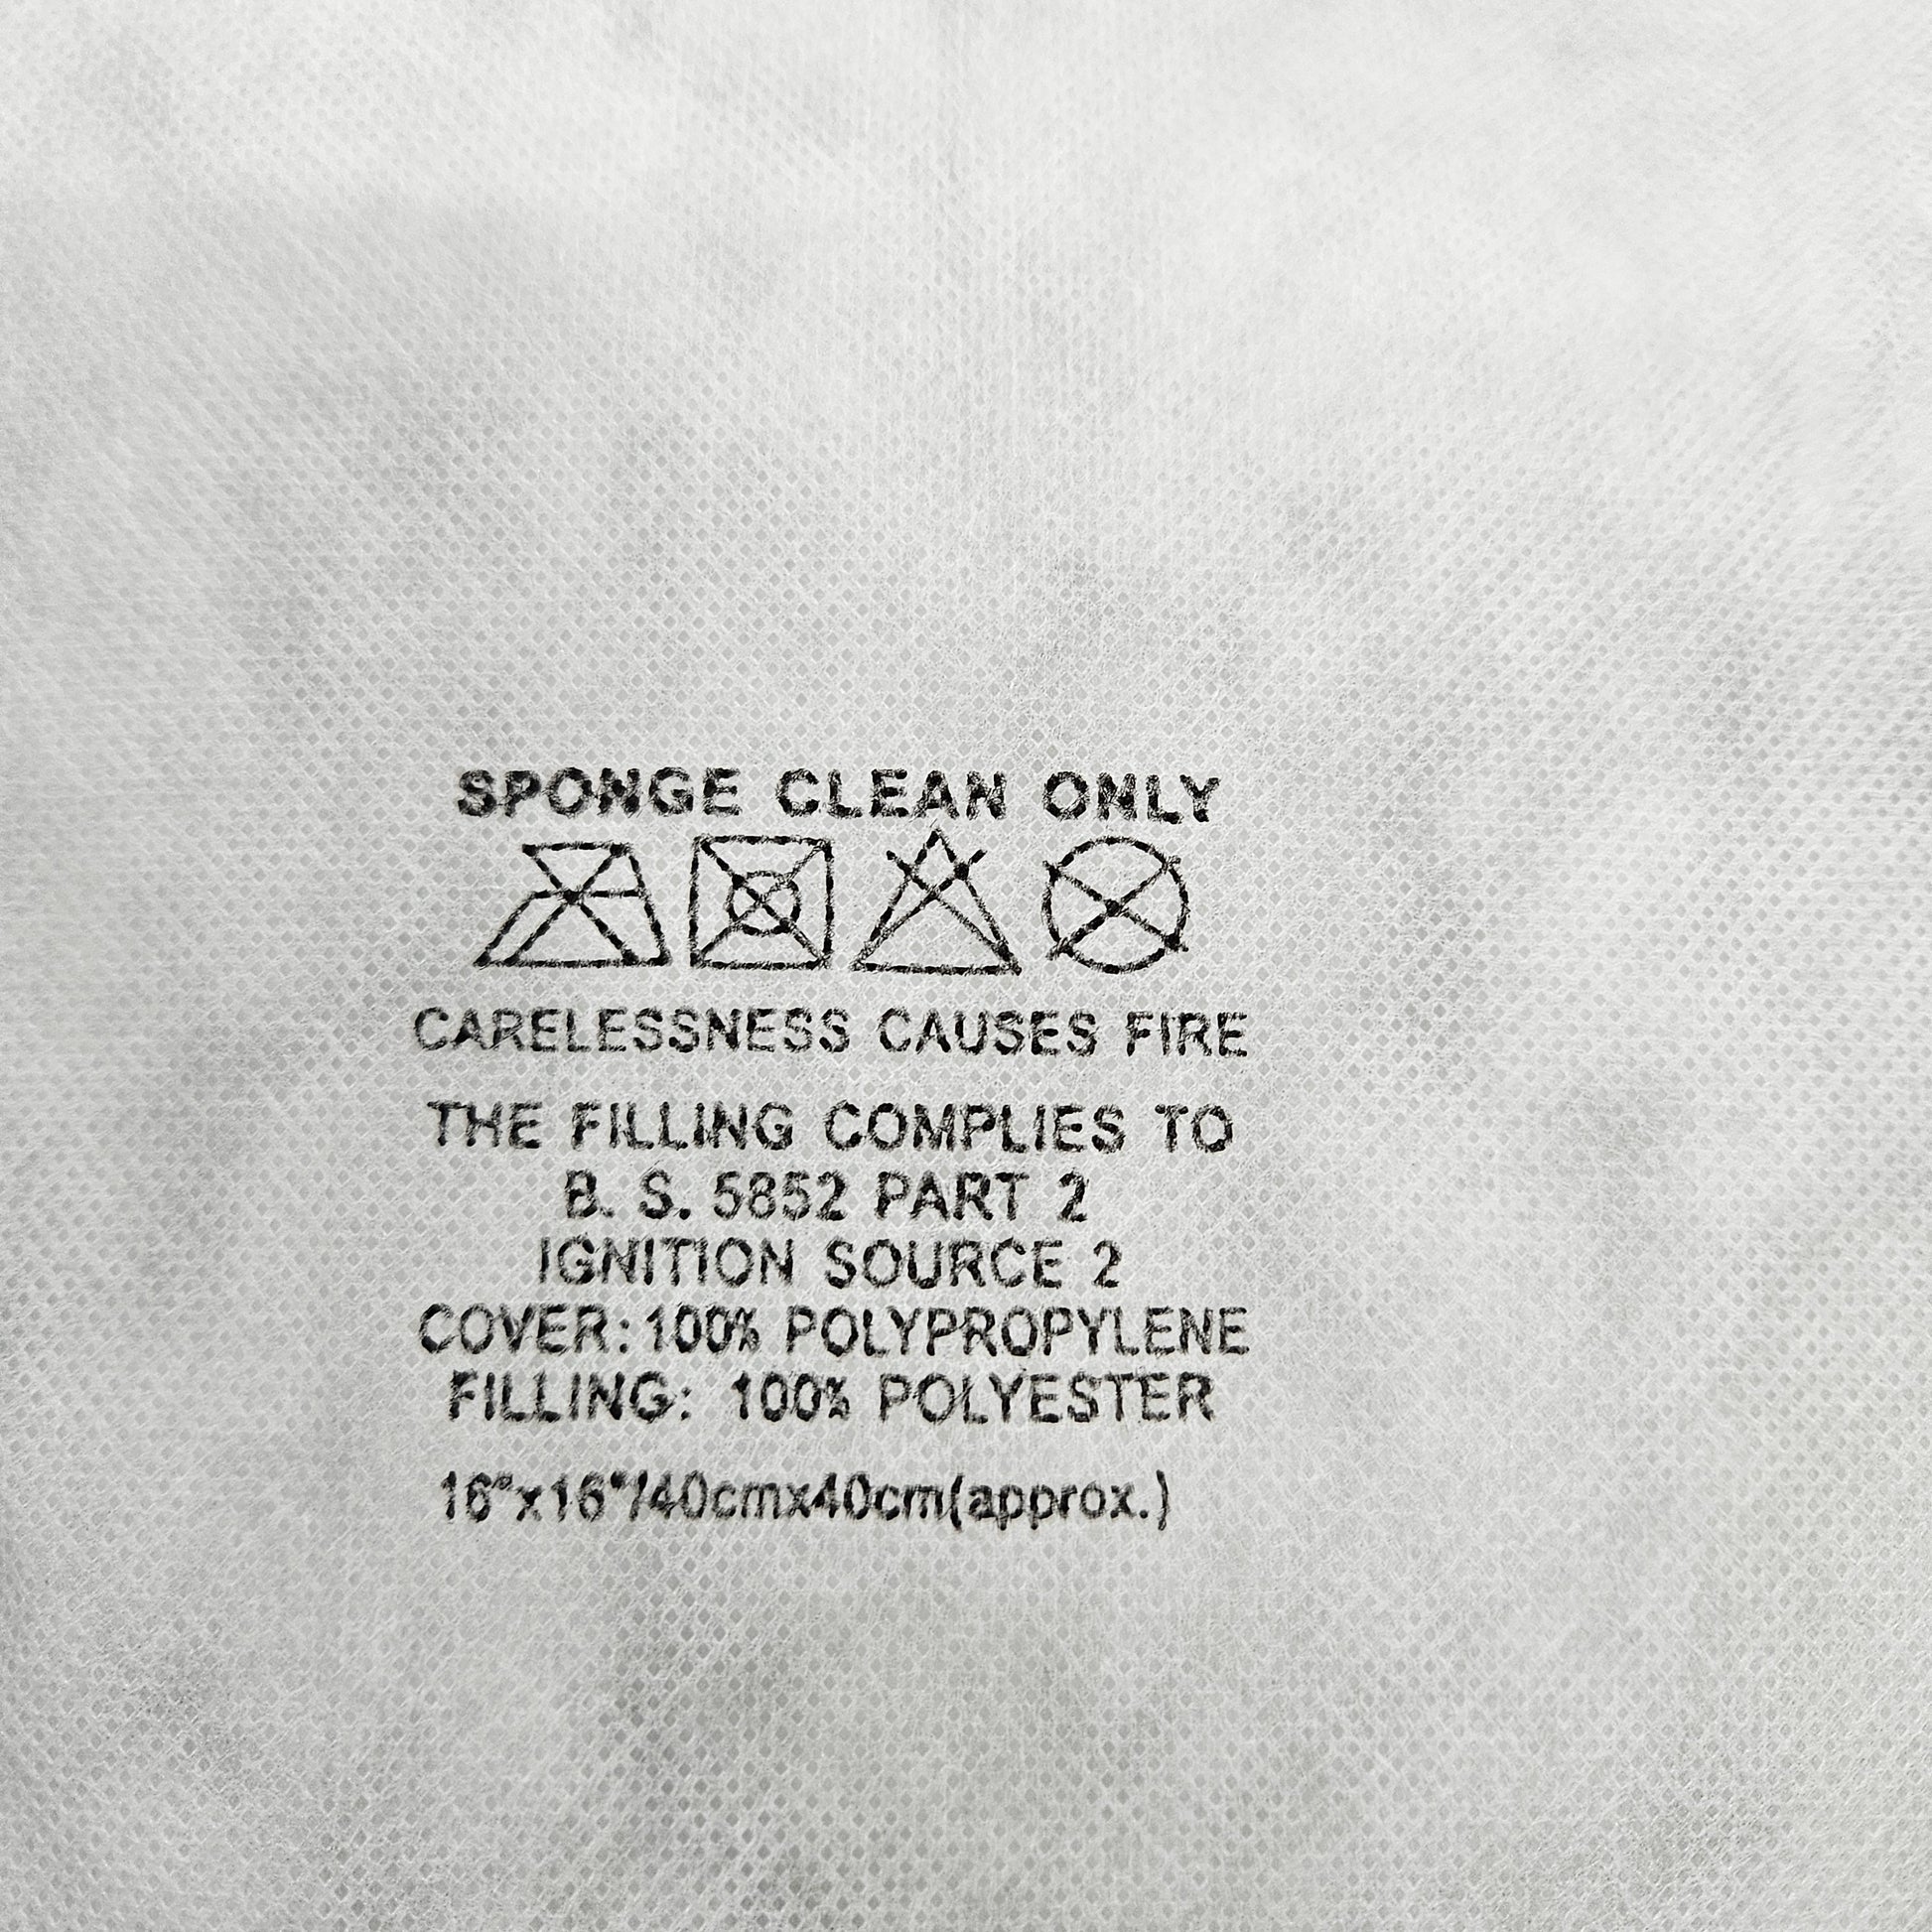 SPONGE CLEAN ONLY
CARELESSNESS CAUSES FIRE
THE FILLING COMPLIES TO
B. S. 5852 PART 2
IGNITION SOURCE 2
COVER: 100% POLYPROPYLENE
FILLING: 100% POLYESTER
16"x16"/40cmx40cm(approx.)